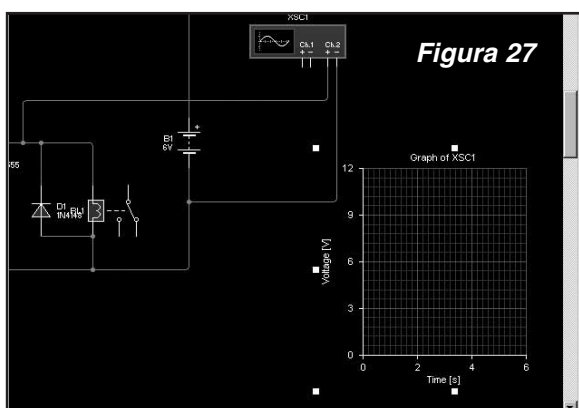 XSC1
Ch.1 Ch.2
+ - + -
Figura 27
+
B1
6V
555
D1
1N4148
RL1
Graph of XSC1
12
9
6
3
0
Voltage [V]
0 2 4 6
Time [s]